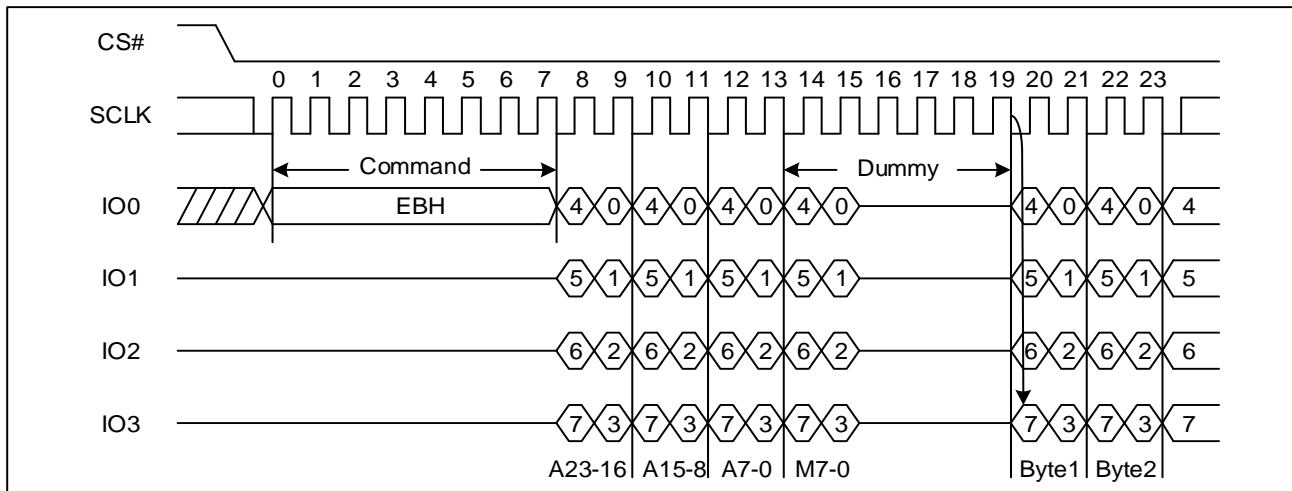 CS#
0 1 2 3 4 5 6 7 8 9 10 11 12 13 14 15 16 17 18 19 20 21 22 23
SCLK
Command Dummy
IO0 EBH 4 0 4 0 4 0 4 0 4 0 4 0 4
IO1 5 1 5 1 5 1 5 1 5 1 5 1 5
IO2 6 2 6 2 6 2 6 2 6 2 6 2 6
IO3 7 3 7 3 7 3 7 3 7 3 7 3 7
A23-16 A15-8 A7-0 M7-0 Byte1 Byte2